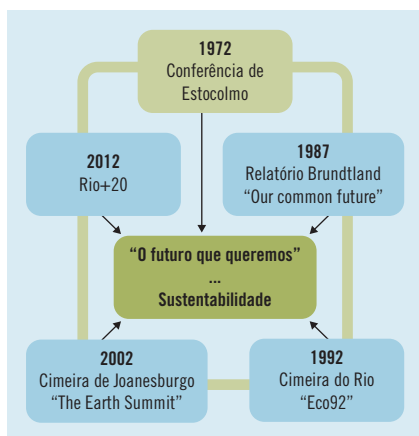 1972
Conferência de
Estocolmo
2012
Rio+20
1987
Relatório Brundtland
“Our common future”
“O futuro que queremos”
...
Sustentabilidade
2002
Cimeira de Joanesburgo
“The Earth Summit”
1992
Cimeira do Rio
“Eco92”